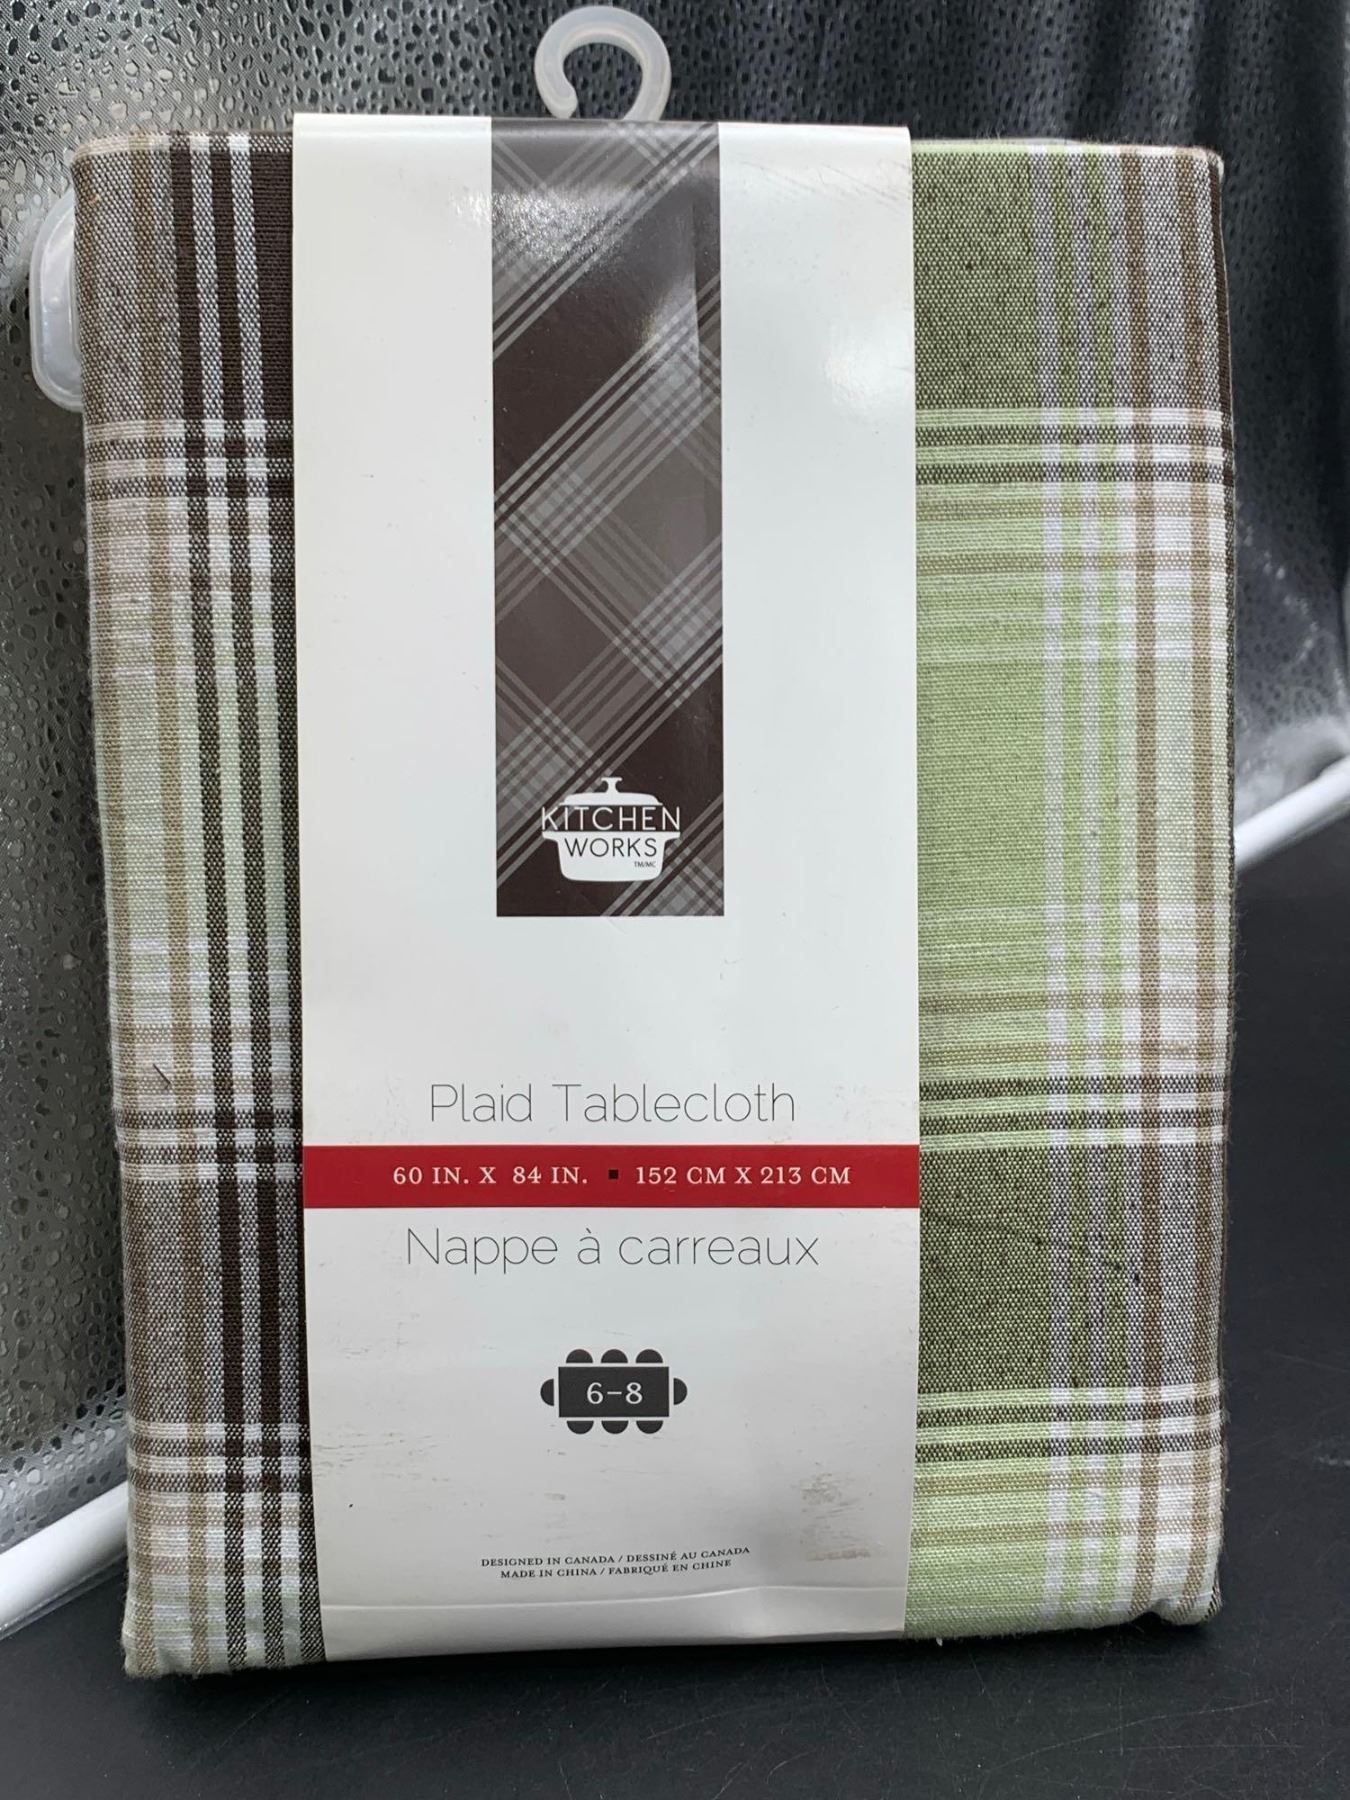 KITCHEN
WORKS
TM/MC
Plaid Tablecloth
60 IN. X 84 IN. ▪ 152 CM X 213 CM
Nappe à carreaux
6-8
DESIGNED IN CANADA / DESSINÉ AU CANADA
MADE IN CHINA / FABRIQUÉ EN CHINE